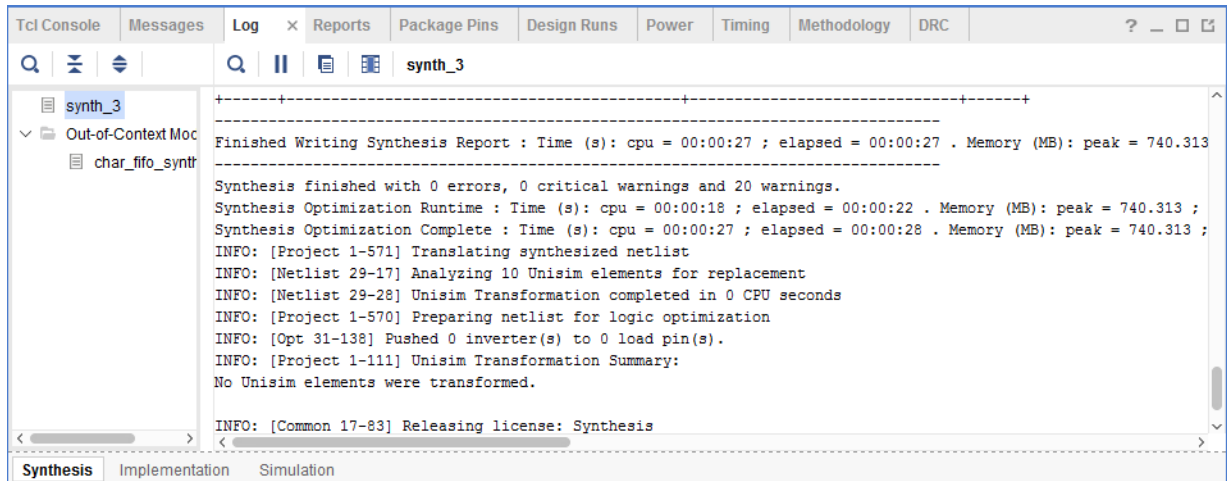 Tcl Console Messages Log × Reports Package Pins Design Runs Power Timing Methodology DRC ? _
synth_3
synth_3
Out-of-Context Moc
char_fifo_synth
+------+--------------------------------------------+------------------------------+------+
---------------------------------------------------------------------------------
Finished Writing Synthesis Report : Time (s): cpu = 00:00:27 ; elapsed = 00:00:27 . Memory (MB): peak = 740.313
---------------------------------------------------------------------------------
Synthesis finished with 0 errors, 0 critical warnings and 20 warnings.
Synthesis Optimization Runtime : Time (s): cpu = 00:00:18 ; elapsed = 00:00:22 . Memory (MB): peak = 740.313 ;
Synthesis Optimization Complete : Time (s): cpu = 00:00:27 ; elapsed = 00:00:28 . Memory (MB): peak = 740.313 ;
INFO: [Project 1-571] Translating synthesized netlist
INFO: [Netlist 29-17] Analyzing 10 Unisim elements for replacement
INFO: [Netlist 29-28] Unisim Transformation completed in 0 CPU seconds
INFO: [Project 1-570] Preparing netlist for logic optimization
INFO: [Opt 31-138] Pushed 0 inverter(s) to 0 load pin(s).
INFO: [Project 1-111] Unisim Transformation Summary:
No Unisim elements were transformed.
INFO: [Common 17-83] Releasing license: Synthesis
Synthesis Implementation Simulation